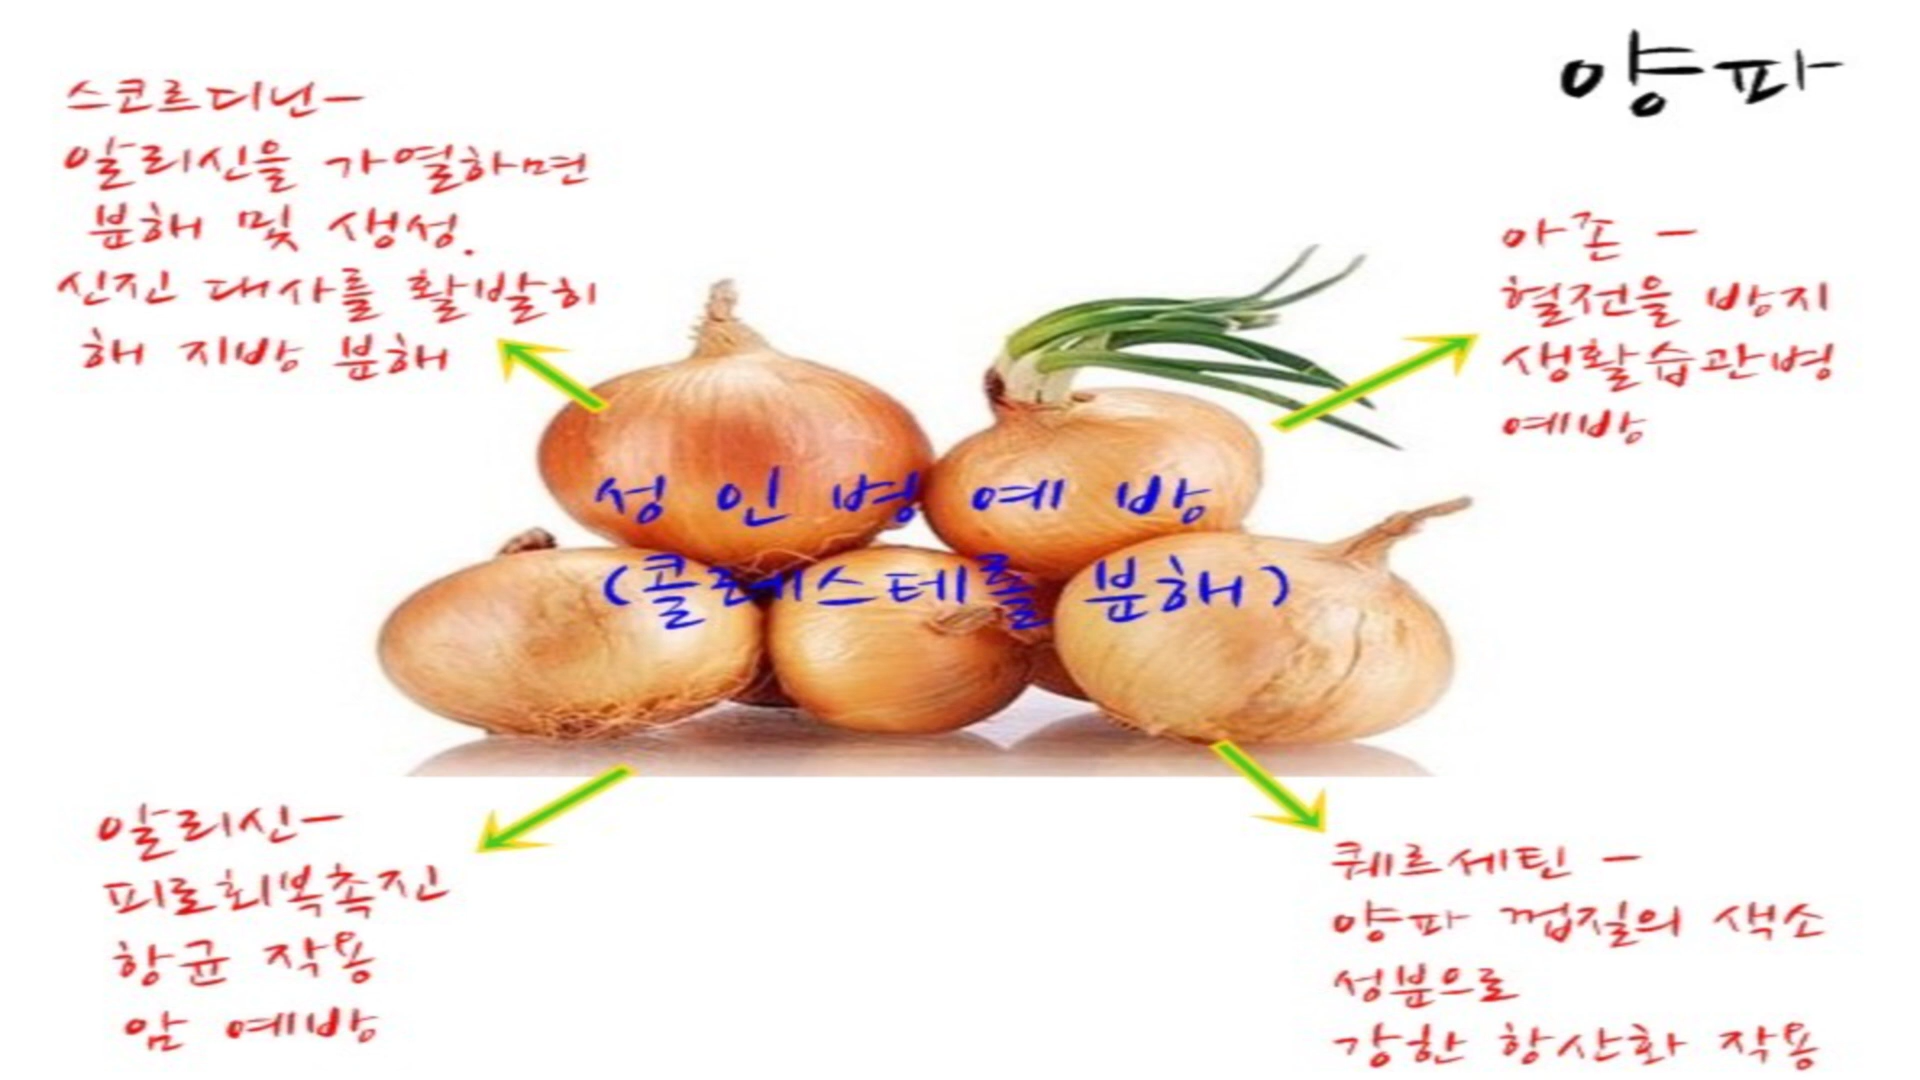 양파
스코르디닌-
알리신을 가열하면
분해 및 생성.
신진 대사를 활발히
해 지방 분해
아존 -
혈전을 방지
생활습관병
예방
성 인 병 예 방
(콜레스테롤 분해)
알리신-
피로회복촉진
항균 작용
암 예방
퀘르세틴 -
양파 껍질의 색소
성분으로
강한 항산화 작용